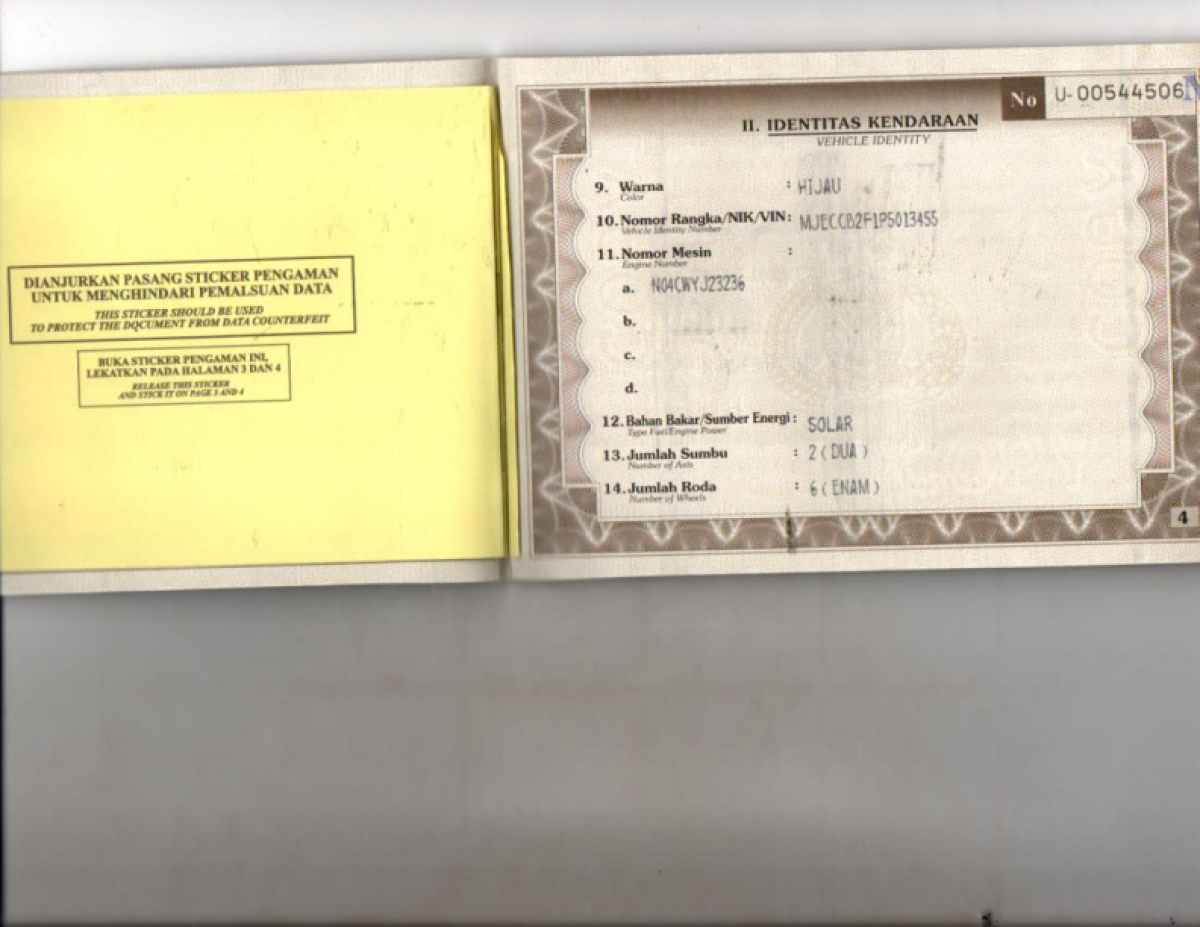 DIANJURKAN PASANG STICKER PENGAMAN
UNTUK MENGHINDARI PEMALSUAN DATA
THIS STICKER SHOULD BE USED
TO PROTECT THE DOCUMENT FROM DATA COUNTERFEIT
BUKA STICKER PENGAMAN INI,
LEKATKAN PADA HALAMAN 3 DAN 4
RELEASE THIS STICKER
AND STICK IT ON PAGE 3 AND 4
No U-00544506
II. IDENTITAS KENDARAAN
VEHICLE IDENTITY
9. Warna : HIJAU
Color
10. Nomor Rangka/NIK/VIN: MJECCB2F1P5013455
Vehicle Identity Number
11. Nomor Mesin :
Engine Number
a. N04CWYJ23236
b.
c.
d.
12. Bahan Bakar/Sumber Energi : SOLAR
Type Fuel/Engine Power
13. Jumlah Sumbu : 2 ( DUA )
Number of Axis
14. Jumlah Roda : 6 ( ENAM )
Number of Wheels
4